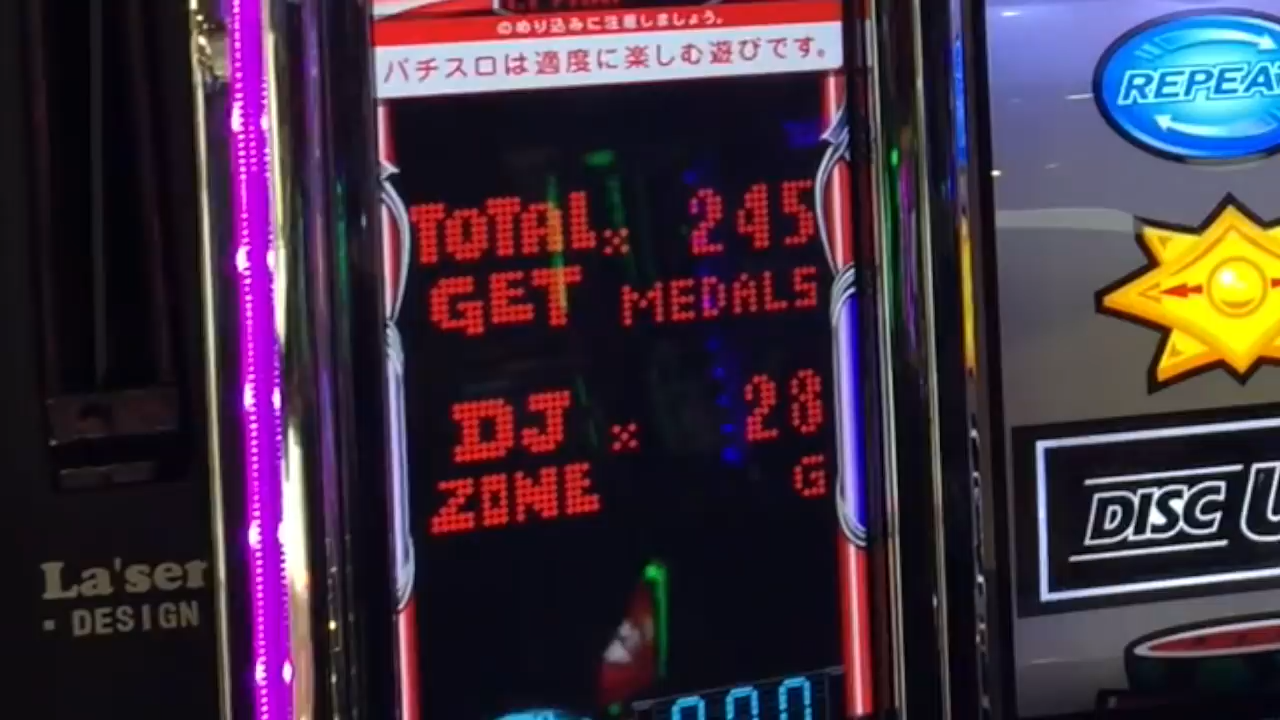 ©のめり込みに注意しましょう。
パチスロは適度に楽しむ遊びです。
REPEA
TOTAL× 245
GET MEDALS
DJ × 28
ZONE G
DISC U
La'ser
・DESIGN